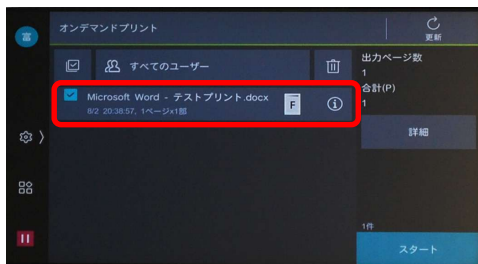 富
オンデマンドプリント
更新
すべてのユーザー
出力ページ数
1
合計(P)
1
Microsoft Word - テストプリント.docx
F
8/2 20:38:57, 1ページ×1部
詳細
1件
スタート